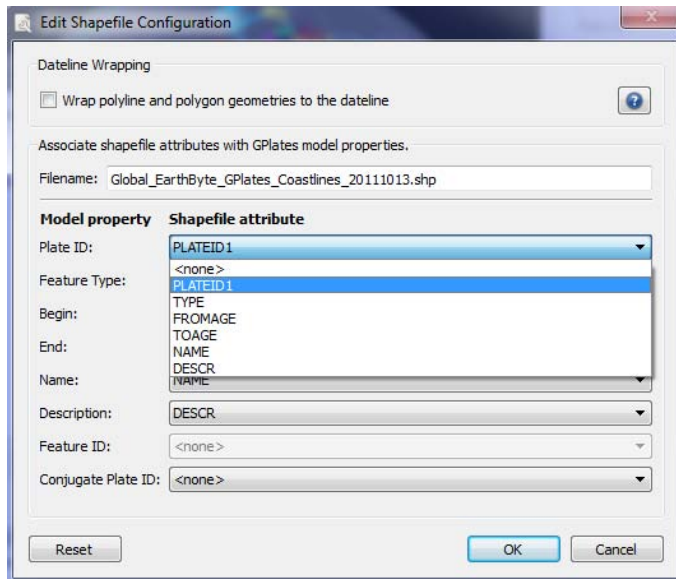 Edit Shapefile Configuration
Dateline Wrapping
Wrap polyline and polygon geometries to the dateline
Associate shapefile attributes with GPlates model properties.
Filename: Global_EarthByte_GPlates_Coastlines_20111013.shp
Model property Shapefile attribute
Plate ID: PLATEID1
<none>
Feature Type: PLATEID1
TYPE
Begin: FROMAGE
TOAGE
End: NAME
DESCR
Name: NAME
Description: DESCR
Feature ID: <none>
Conjugate Plate ID: <none>
Reset OK Cancel